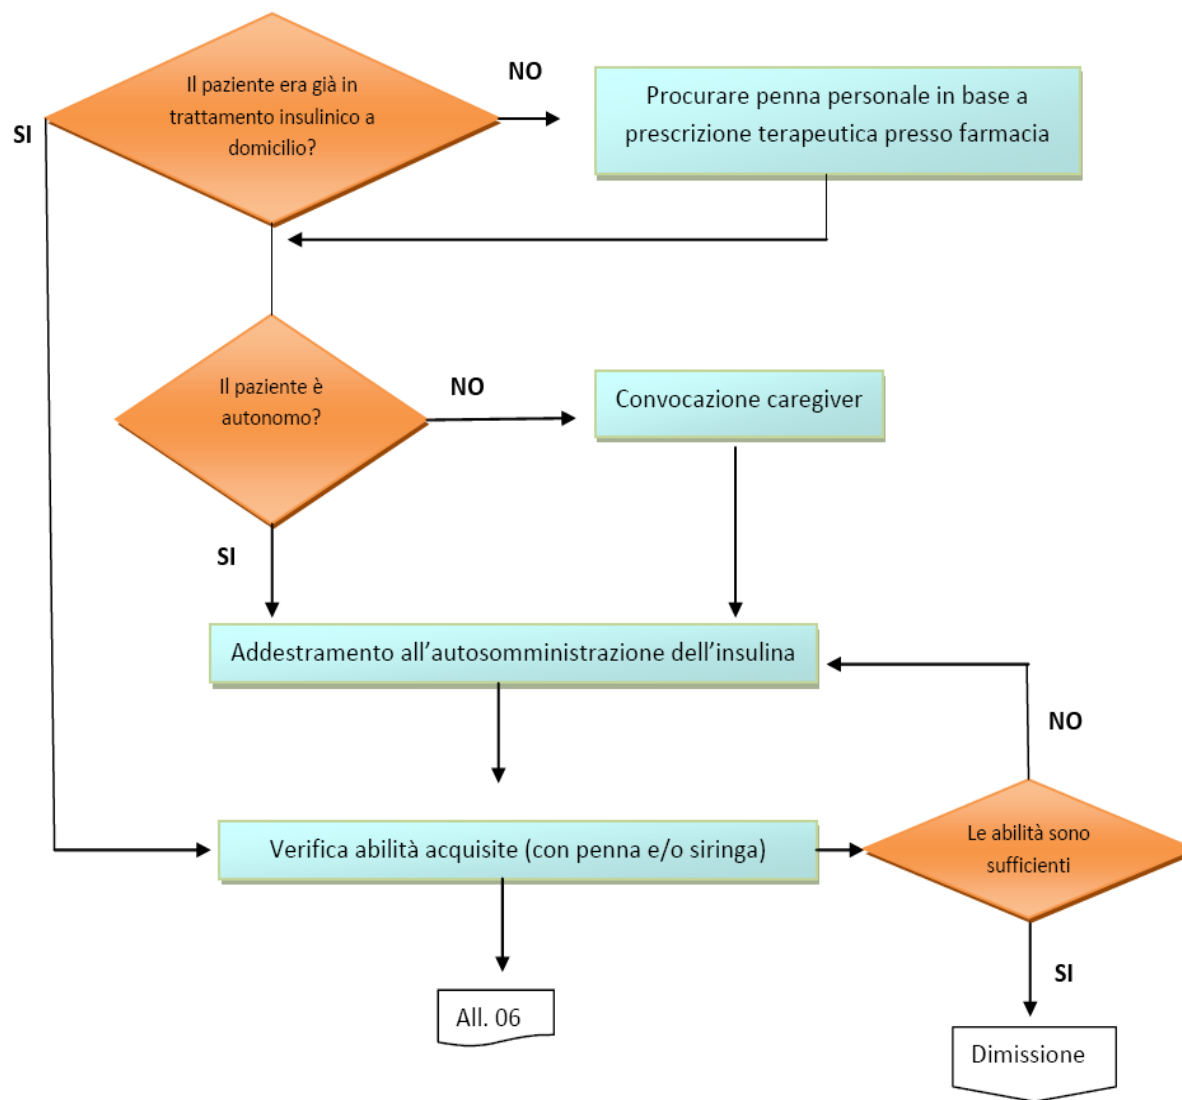 Il paziente era già in
trattamento insulinico a
domicilio?
NO
SI
Procurare penna personale in base a
prescrizione terapeutica presso farmacia
Il paziente è
autonomo?
NO
Convocazione caregiver
SI
Addestramento all’autosomministrazione dell’insulina
NO
Verifica abilità acquisite (con penna e/o siringa)
Le abilità sono
sufficienti
SI
All. 06
Dimissione